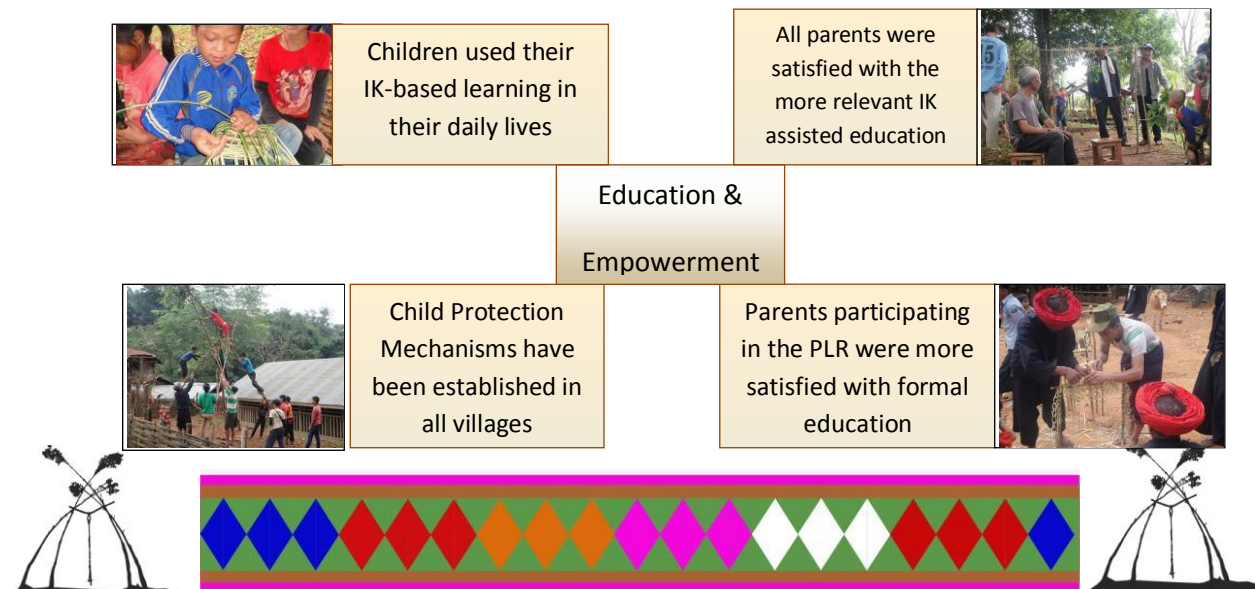 Children used their
IK-based learning in
their daily lives
All parents were
satisfied with the
more relevant IK
assisted education
Education &
Empowerment
Child Protection
Mechanisms have
been established in
all villages
Parents participating
in the PLR were more
satisfied with formal
education